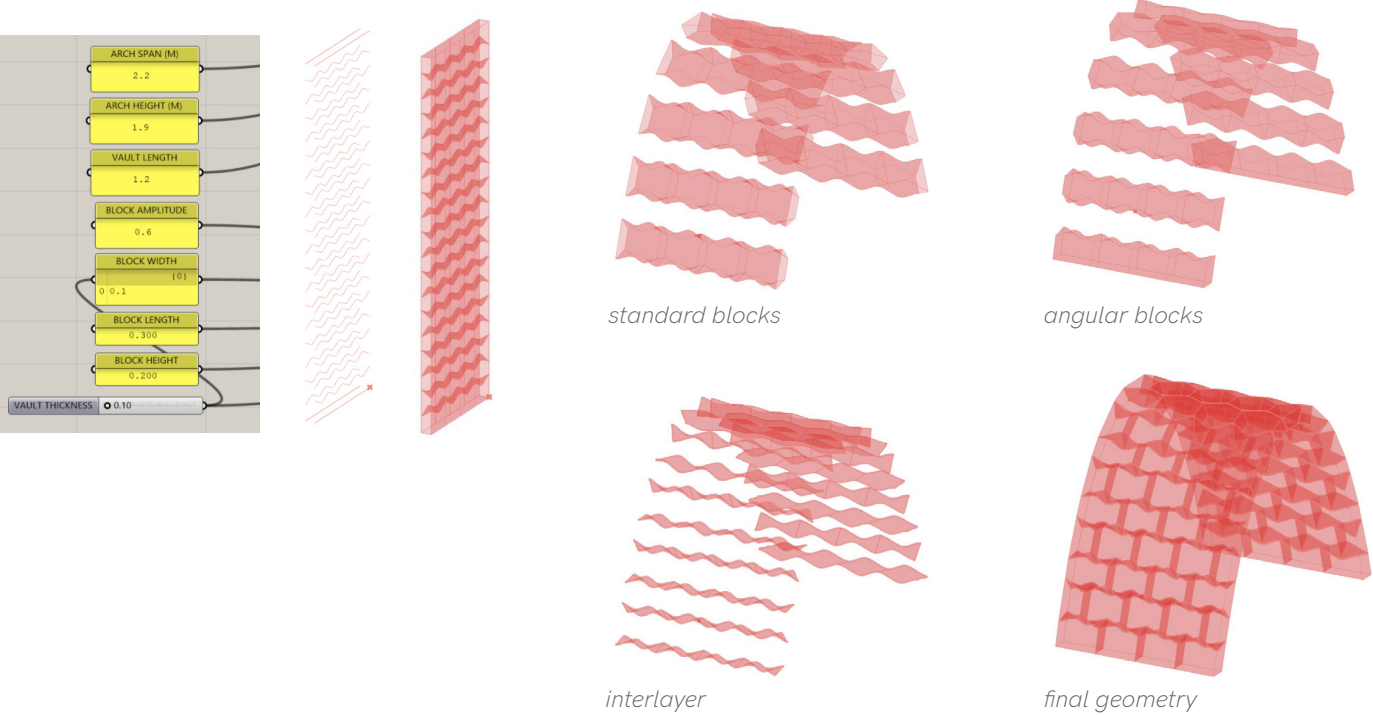 ARCH SPAN (M)
2.2
ARCH HEIGHT (M)
1.9
VAULT LENGTH
1.2
BLOCK AMPLITUDE
0.6
BLOCK WIDTH
{0}
0 0.1
BLOCK LENGTH
0.300
BLOCK HEIGHT
0.200
VAULT THICKNESS 0.10
standard blocks
angular blocks
interlayer
final geometry